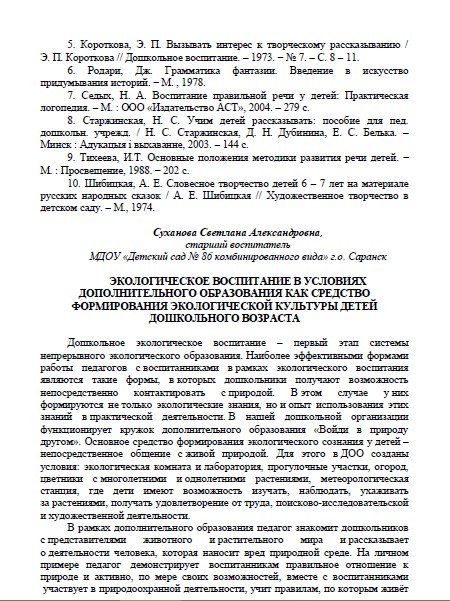 5. Короткова, Э. П. Вызывать интерес к творческому рассказыванию /
Э. П. Короткова // Дошкольное воспитание. – 1973. – № 7. – С. 8 – 11.
6. Родари, Дж. Грамматика фантазии. Введение в искусство
придумывания историй. – М. , 1978.
7. Седых, Н. А. Воспитание правильной речи у детей: Практическая
логопедия. – М. : ООО «Издательство АСТ», 2004. – 279 с.
8. Старжинская, Н. С. Учим детей рассказывать: пособие для пед.
дошкольн. учрежд. / Н. С. Старжинская, Д. Н. Дубинина, Е. С. Белька. –
Минск : Адукацыя i выхаванне, 2003. – 144 с.
9. Тихеева, И.Т. Основные положения методики развития речи детей. –
М. : Просвещение, 1988. – 202 с.
10. Шибицкая, А. Е. Словесное творчество детей 6 – 7 лет на материале
русских народных сказок / А. Е. Шибицкая // Художественное творчество в
детском саду. – М., 1974.
Суханова Светлана Александровна,
старший воспитатель
МДОУ «Детский сад № 86 комбинированного вида» г.о. Саранск
ЭКОЛОГИЧЕСКОЕ ВОСПИТАНИЕ В УСЛОВИЯХ
ДОПОЛНИТЕЛЬНОГО ОБРАЗОВАНИЯ КАК СРЕДСТВО
ФОРМИРОВАНИЯ ЭКОЛОГИЧЕСКОЙ КУЛЬТУРЫ ДЕТЕЙ
ДОШКОЛЬНОГО ВОЗРАСТА
Дошкольное экологическое воспитание – первый этап системы
непрерывного экологического образования. Наиболее эффективными формами
работы педагогов с воспитанниками в рамках экологического воспитания
являются такие формы, в которых дошкольники получают возможность
непосредственно контактировать с природой. В этом случае у них
формируются не только экологические знания, но и опыт использования этих
знаний в практической деятельности. В нашей дошкольной организации
функционирует кружок дополнительного образования «Войди в природу
другом». Основное средство формирования экологического сознания у детей –
непосредственное общение с живой природой. Для этого в ДОО созданы
условия: экологическая комната и лаборатория, прогулочные участки, огород,
цветники с многолетними и однолетними растениями, метеорологическая
станция, где дети имеют возможность изучать, наблюдать, ухаживать
за растениями, получать удовлетворение от труда, поисково-исследовательской
и художественной деятельности.
В рамках дополнительного образования педагог знакомит дошкольников
с представителями животного и растительного мира и рассказывает
о деятельности человека, которая наносит вред природной среде. На личном
примере педагог демонстрирует воспитанникам правильное отношение к
природе и активно, по мере своих возможностей, вместе с воспитанниками
участвует в природоохранной деятельности, учит правилам, по которым живёт